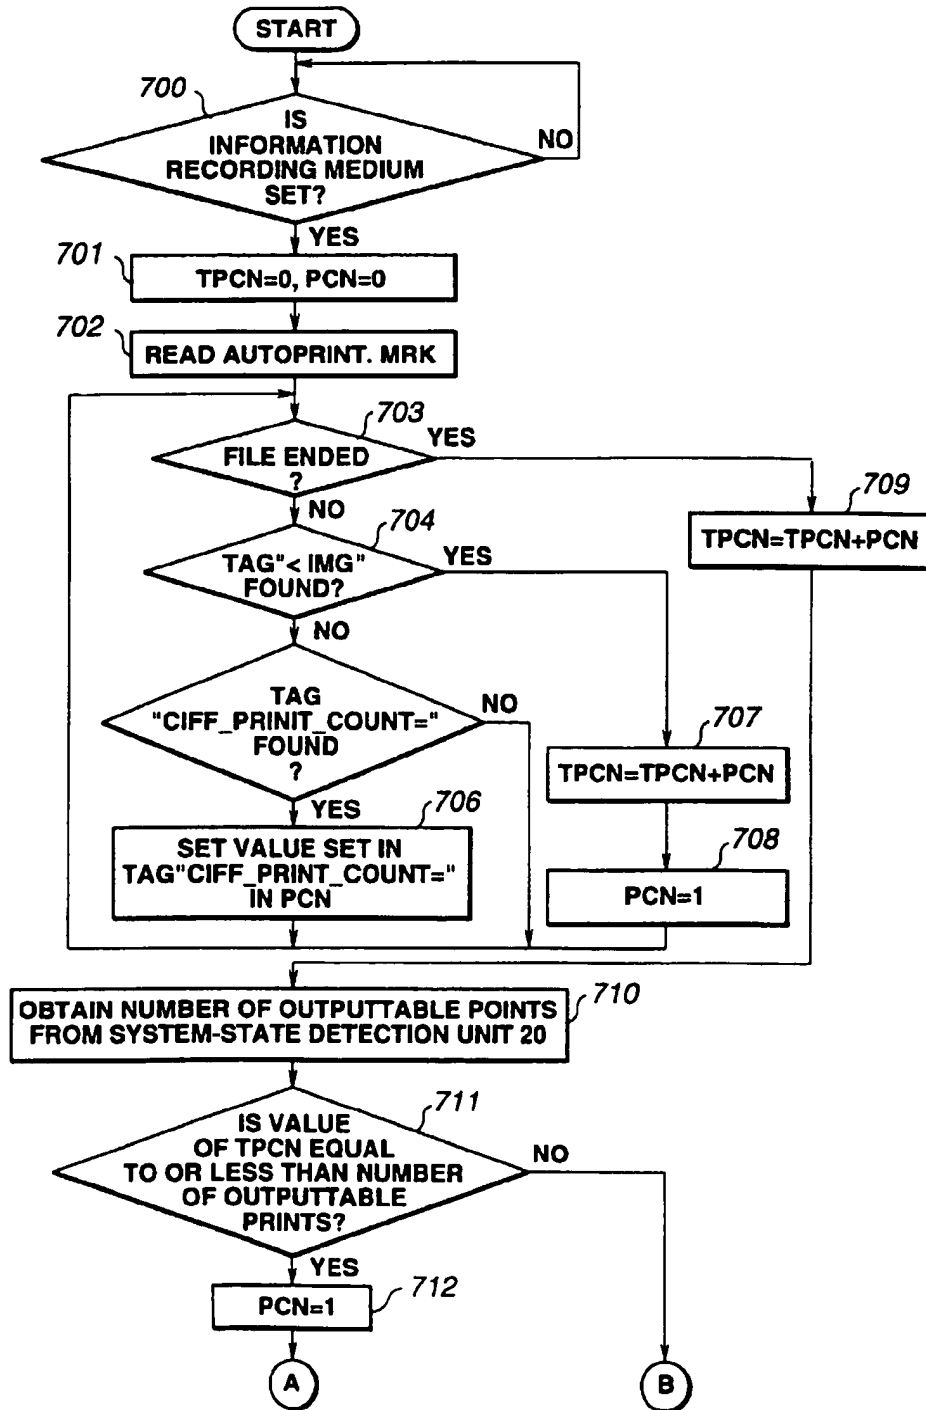 START
700
IS
INFORMATION
RECORDING MEDIUM
SET?
NO
YES
701
TPCN=0, PCN=0
702
READ AUTOPRINT. MRK
703
FILE ENDED
?
YES
NO
709
TPCN=TPCN+PCN
704
TAG"< IMG"
FOUND?
YES
NO
TAG
"CIFF_PRINIT_COUNT="
FOUND
?
NO
YES
707
TPCN=TPCN+PCN
706
SET VALUE SET IN
TAG"CIFF_PRINT_COUNT="
IN PCN
708
PCN=1
OBTAIN NUMBER OF OUTPUTTABLE POINTS
FROM SYSTEM-STATE DETECTION UNIT 20
710
711
IS VALUE
OF TPCN EQUAL
TO OR LESS THAN NUMBER
OF OUTPUTTABLE
PRINTS?
NO
YES
712
PCN=1
A
B